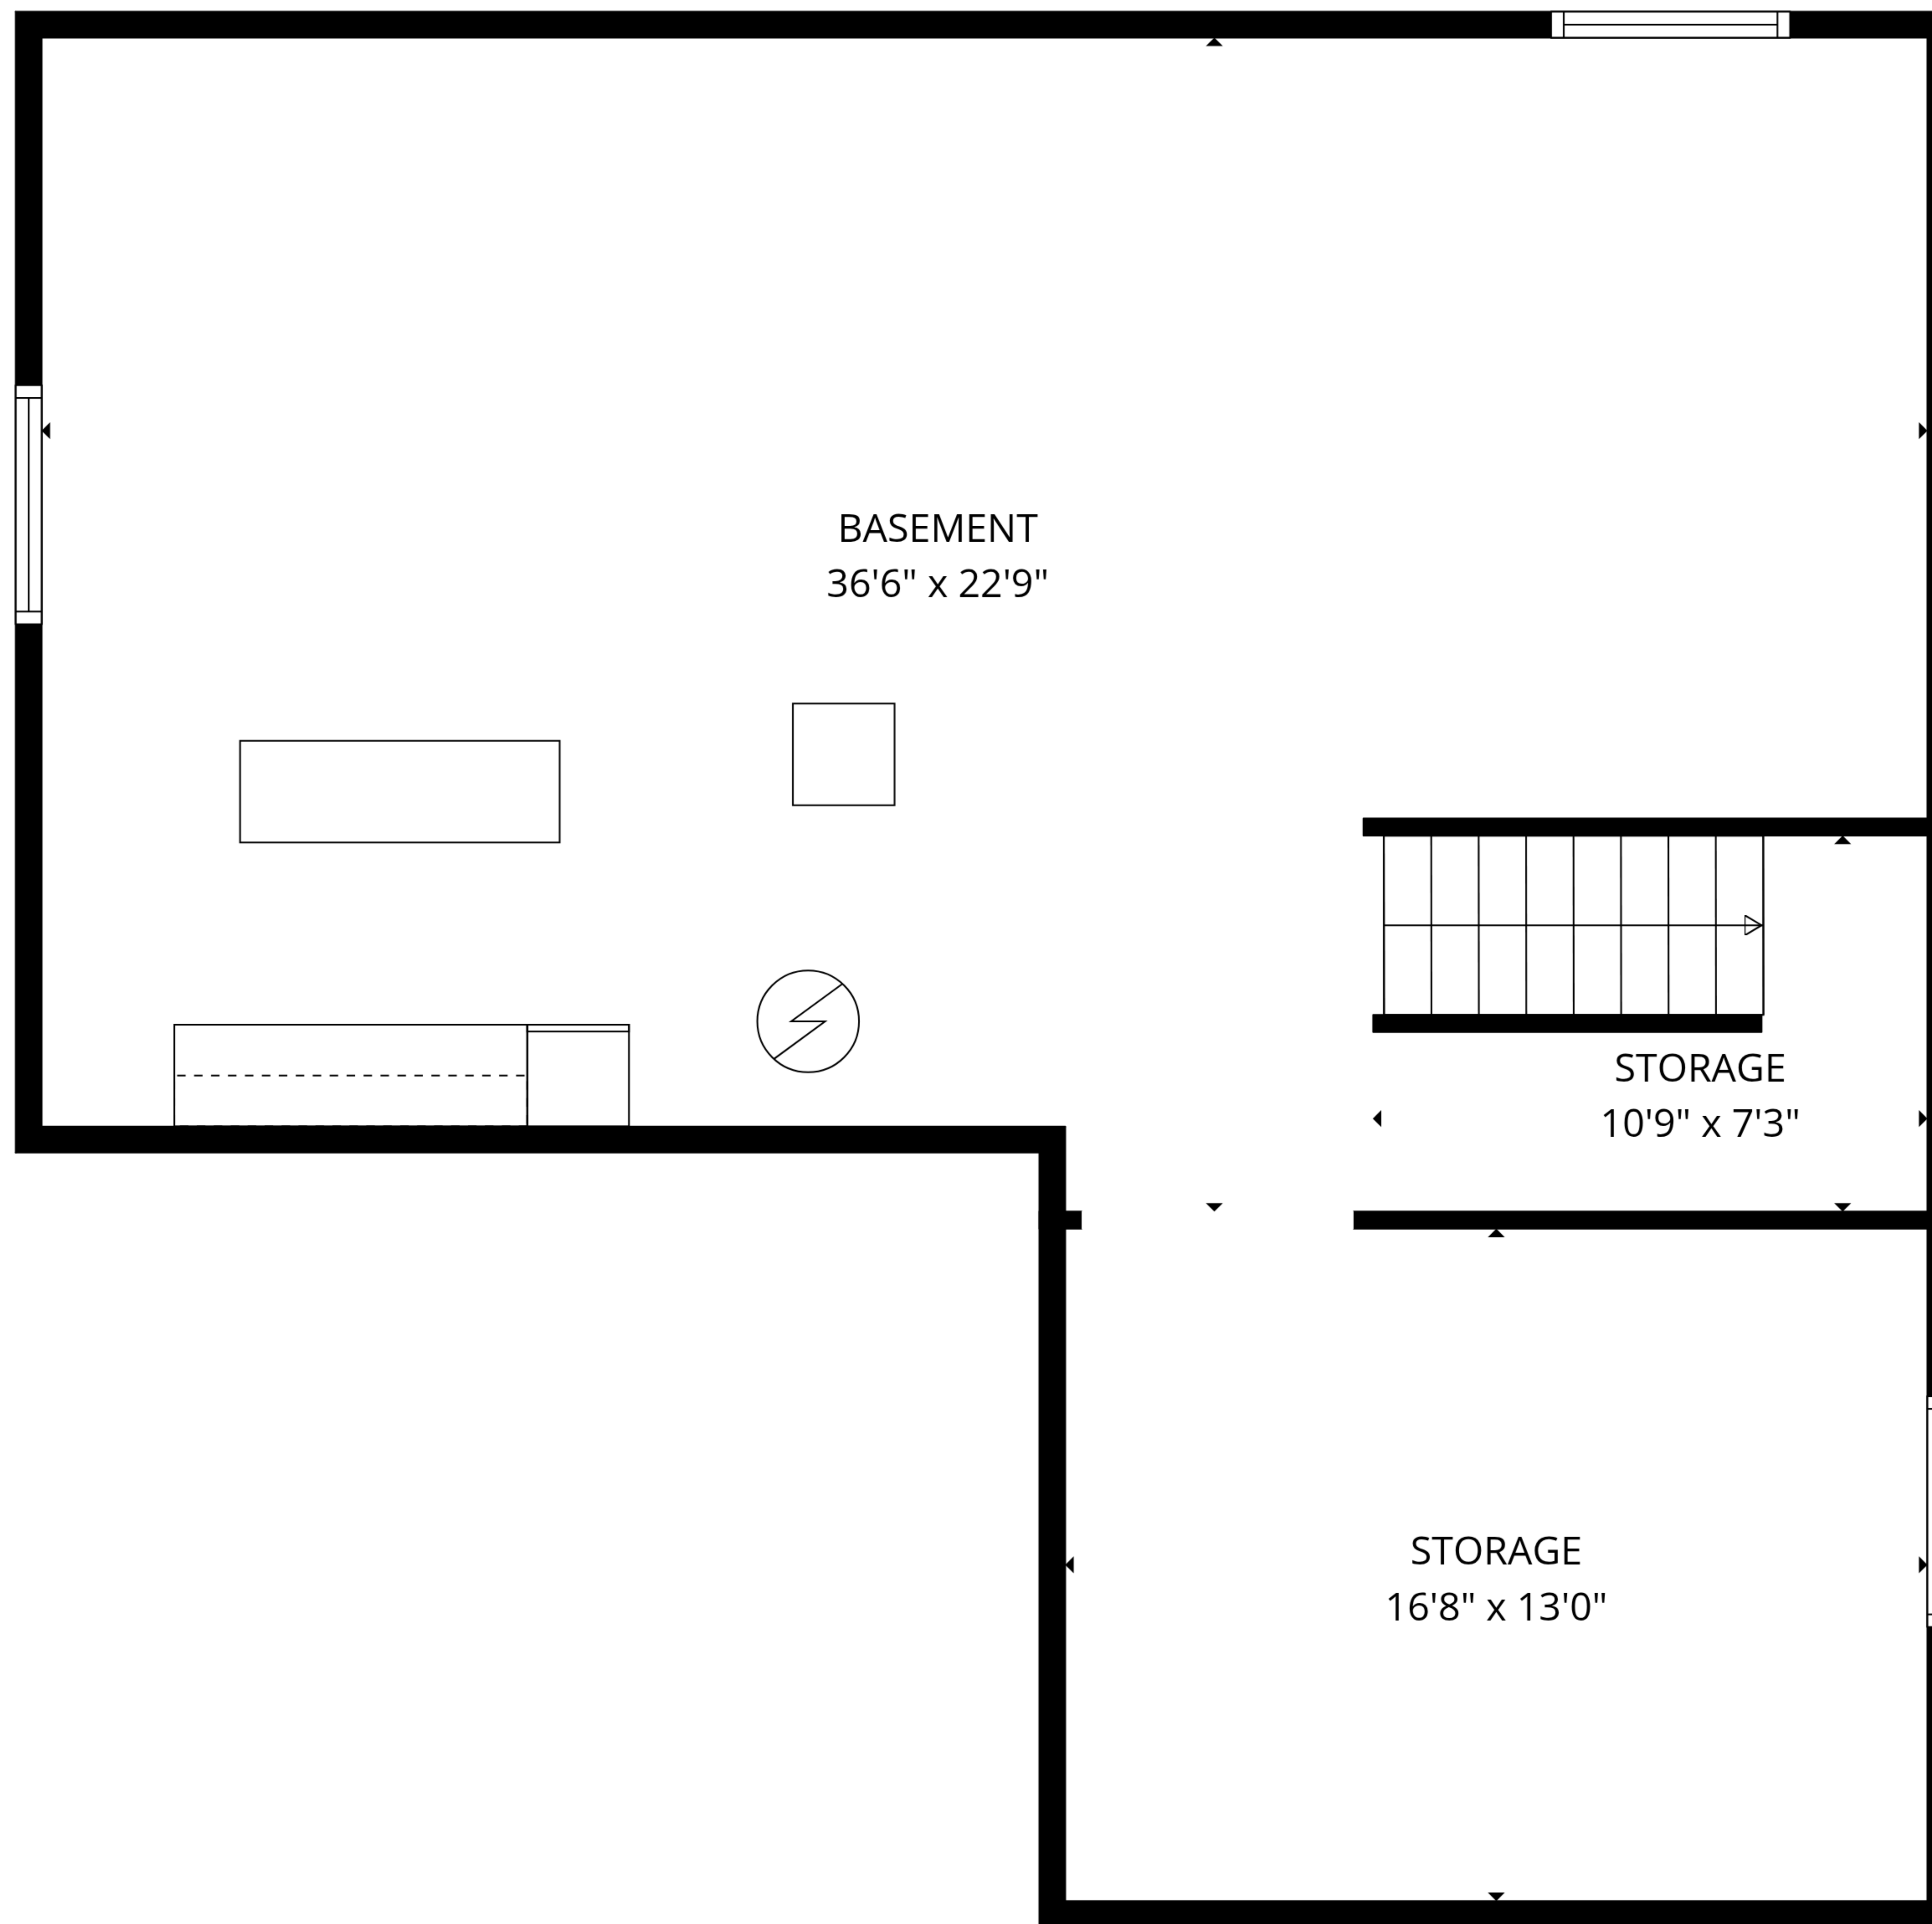 BASEMENT
36'6" x 22'9"
STORAGE
10'9" x 7'3"
STORAGE
16'8" x 13'0"